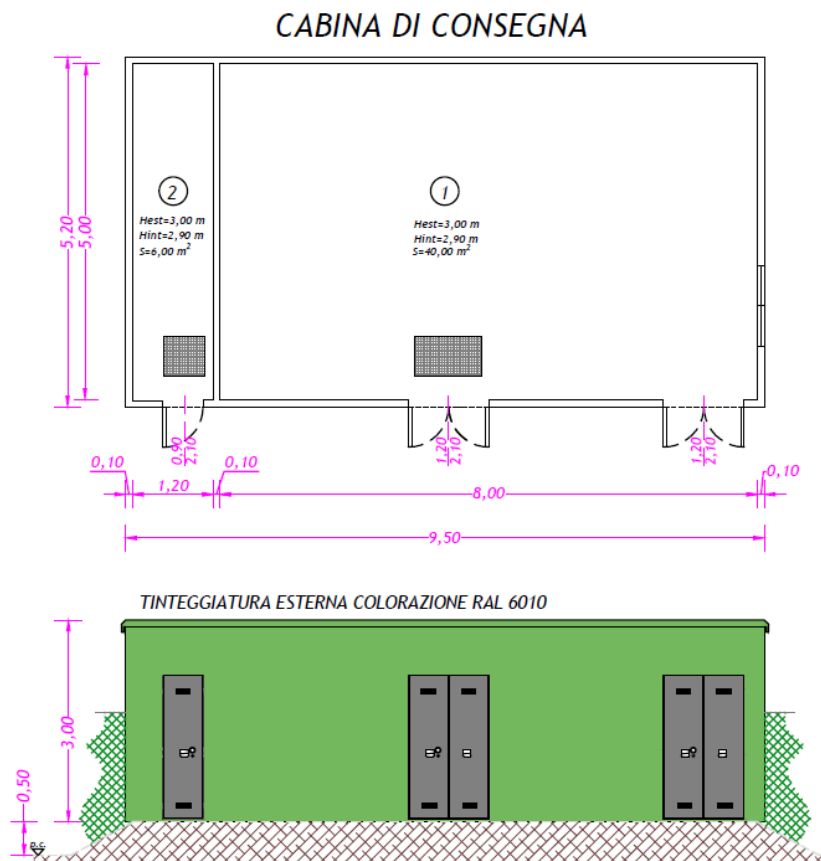 CABINA DI CONSEGNA
2
Hest=3,00 m
Hint=2,90 m
S=6,00 m²
1
Hest=3,00 m
Hint=2,90 m
S=40,00 m²
5,20
5,00
0,90
2,10
1,20
2,10
1,20
2,10
0,10
1,20
0,10
8,00
0,10
9,50
TINTEGGIATURA ESTERNA COLORAZIONE RAL 6010
3,00
0,50
p.c.